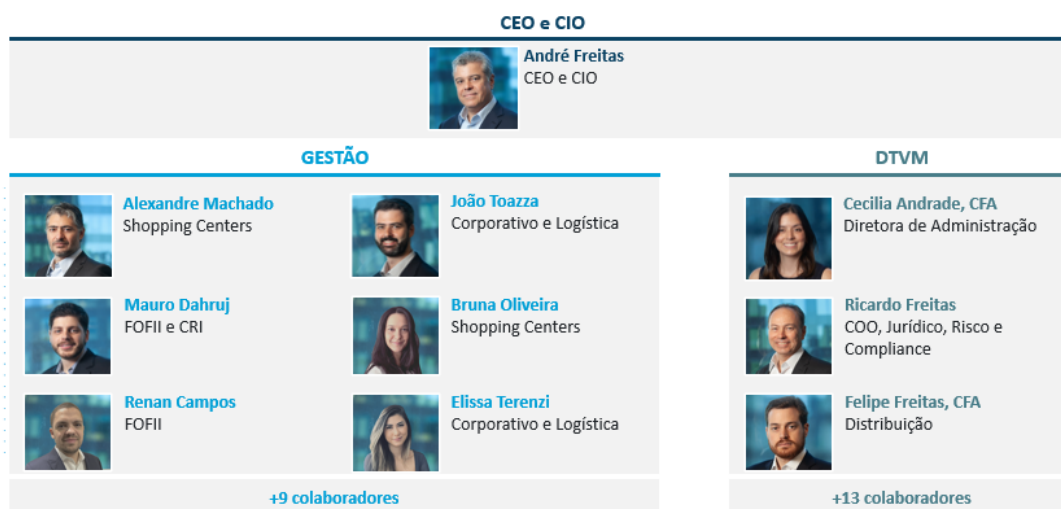 CEO e CIO
André Freitas
CEO e CIO
GESTÃO
Alexandre Machado
Shopping Centers
João Toazza
Corporativo e Logística
Mauro Dahruj
FOFII e CRI
Bruna Oliveira
Shopping Centers
Renan Campos
FOFII
Elissa Terenzi
Corporativo e Logística
+9 colaboradores
DTVM
Cecilia Andrade, CFA
Diretora de Administração
Ricardo Freitas
COO, Jurídico, Risco e
Compliance
Felipe Freitas, CFA
Distribuição
+13 colaboradores